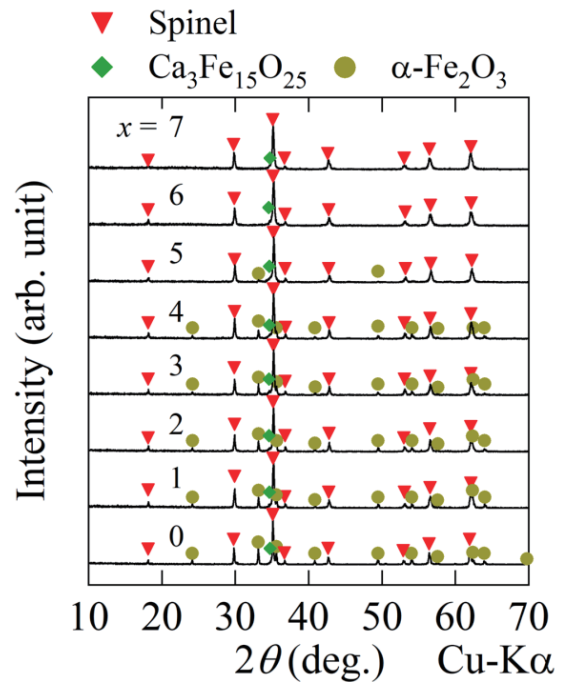 Spinel
Ca₃Fe₁₅O₂₅ α-Fe₂O₃
x = 7
6
5
4
3
2
1
0
Intensity (arb. unit)
10 20 30 40 50 60 70
2θ (deg.) Cu-Kα